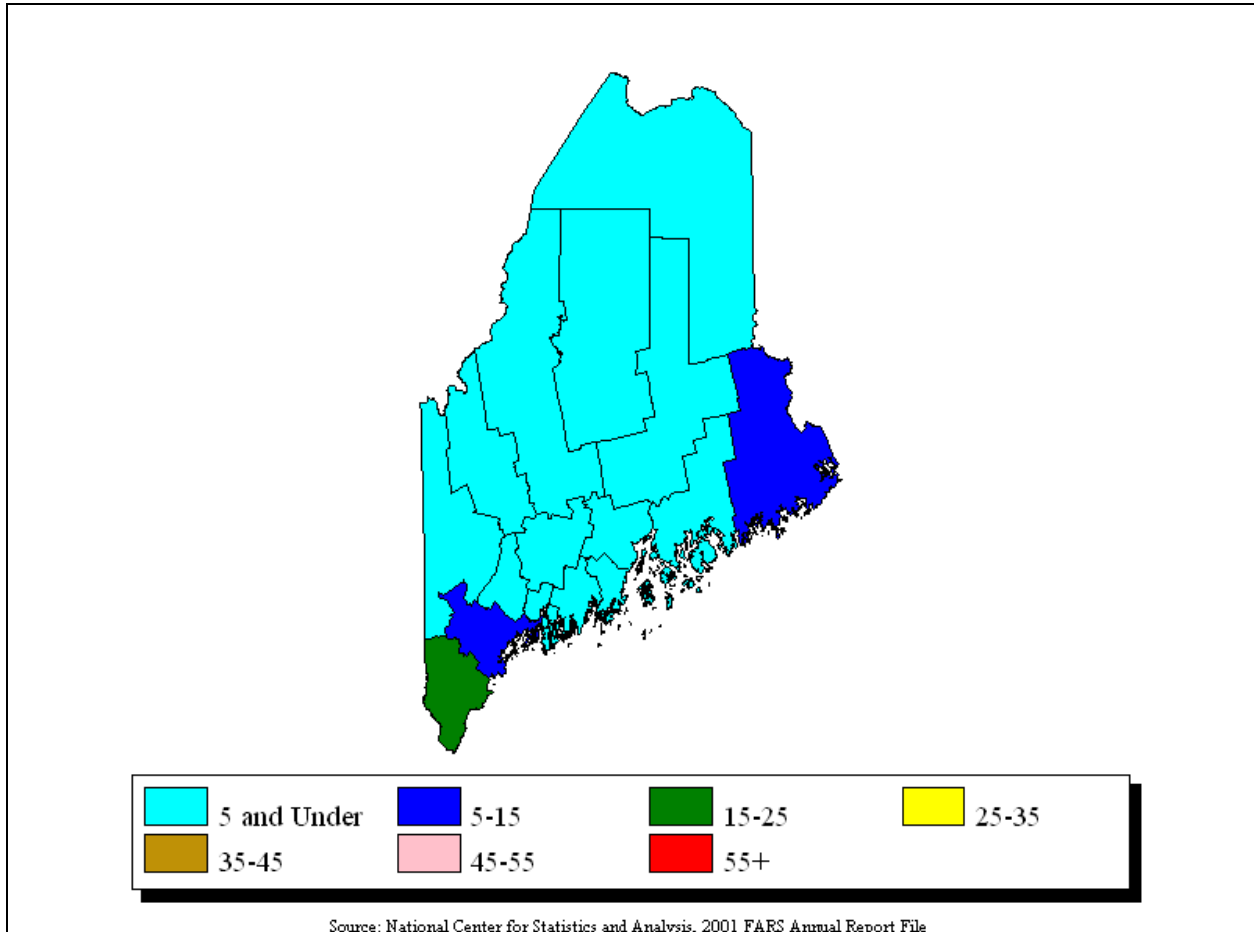 5 and Under 5-15 15-25 25-35
35-45 45-55 55+
Source: National Center for Statistics and Analysis, 2001 FARS Annual Report File